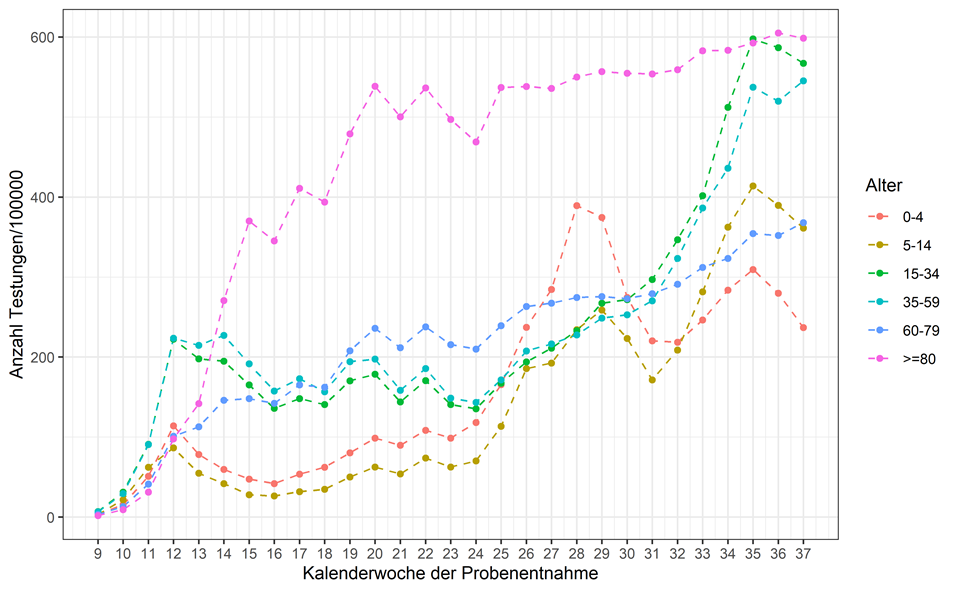 Anzahl Testungen/100000
600
400
200
0
9 10 11 12 13 14 15 16 17 18 19 20 21 22 23 24 25 26 27 28 29 30 31 32 33 34 35 36 37
Kalenderwoche der Probenentnahme
Alter
0-4
5-14
15-34
35-59
60-79
>=80